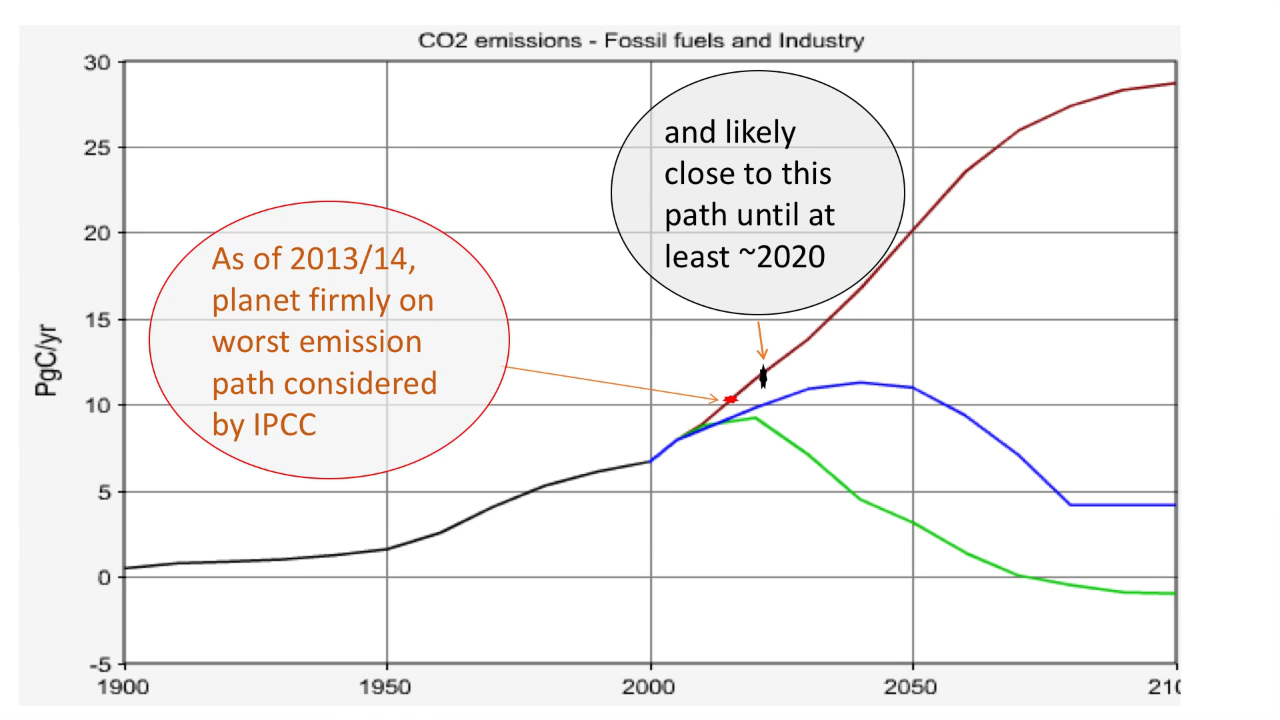 CO2 emissions - Fossil fuels and Industry
30
25
20
15
10
5
0
-5
PgC/yr
1900
1950
2000
2050
210
As of 2013/14,
planet firmly on
worst emission
path considered
by IPCC
and likely
close to this
path until at
least ~2020